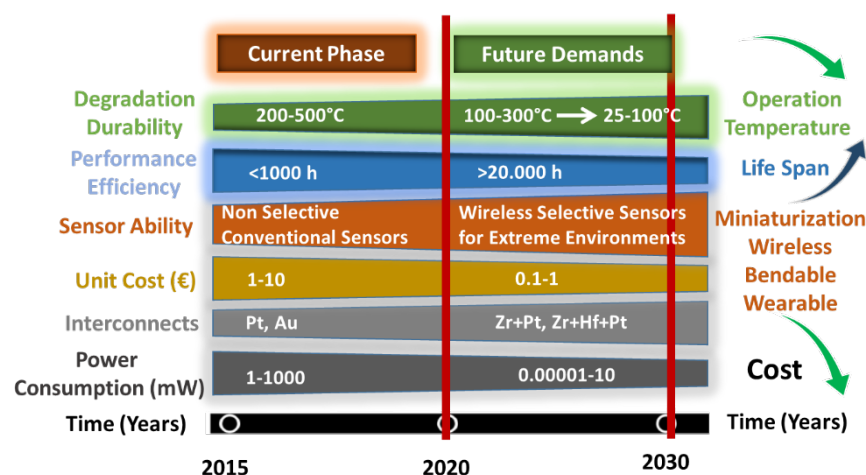 Current Phase
Future Demands
Degradation
Durability
200-500°C
100-300°C → 25-100°C
Operation
Temperature
Performance
Efficiency
<1000 h
>20.000 h
Life Span
Sensor Ability
Non Selective
Conventional Sensors
Wireless Selective Sensors
for Extreme Environments
Miniaturization
Wireless
Bendable
Wearable
Unit Cost (€)
1-10
0.1-1
Interconnects
Pt, Au
Zr+Pt, Zr+Hf+Pt
Power
Consumption (mW)
1-1000
0.00001-10
Cost
Time (Years)
Time (Years)
2015
2020
2030